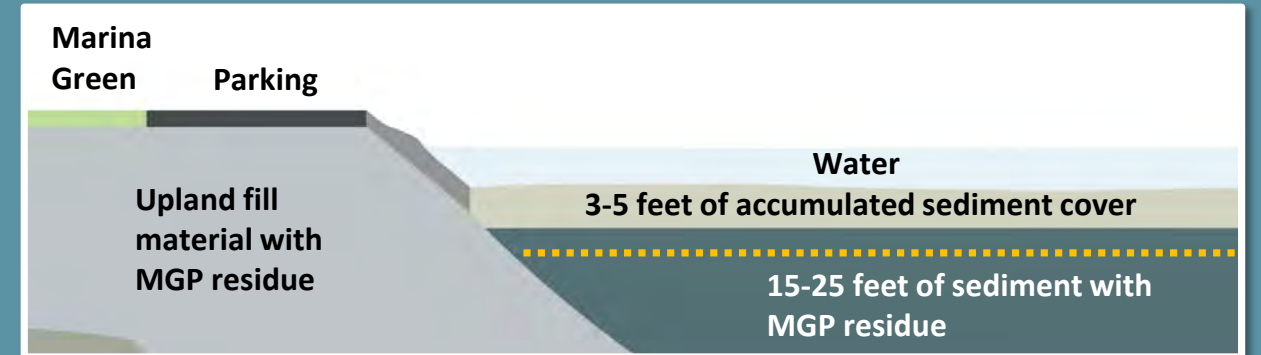 Marina
Green
Parking
Water
3-5 feet of accumulated sediment cover
Upland fill
material with
MGP residue
15-25 feet of sediment with
MGP residue